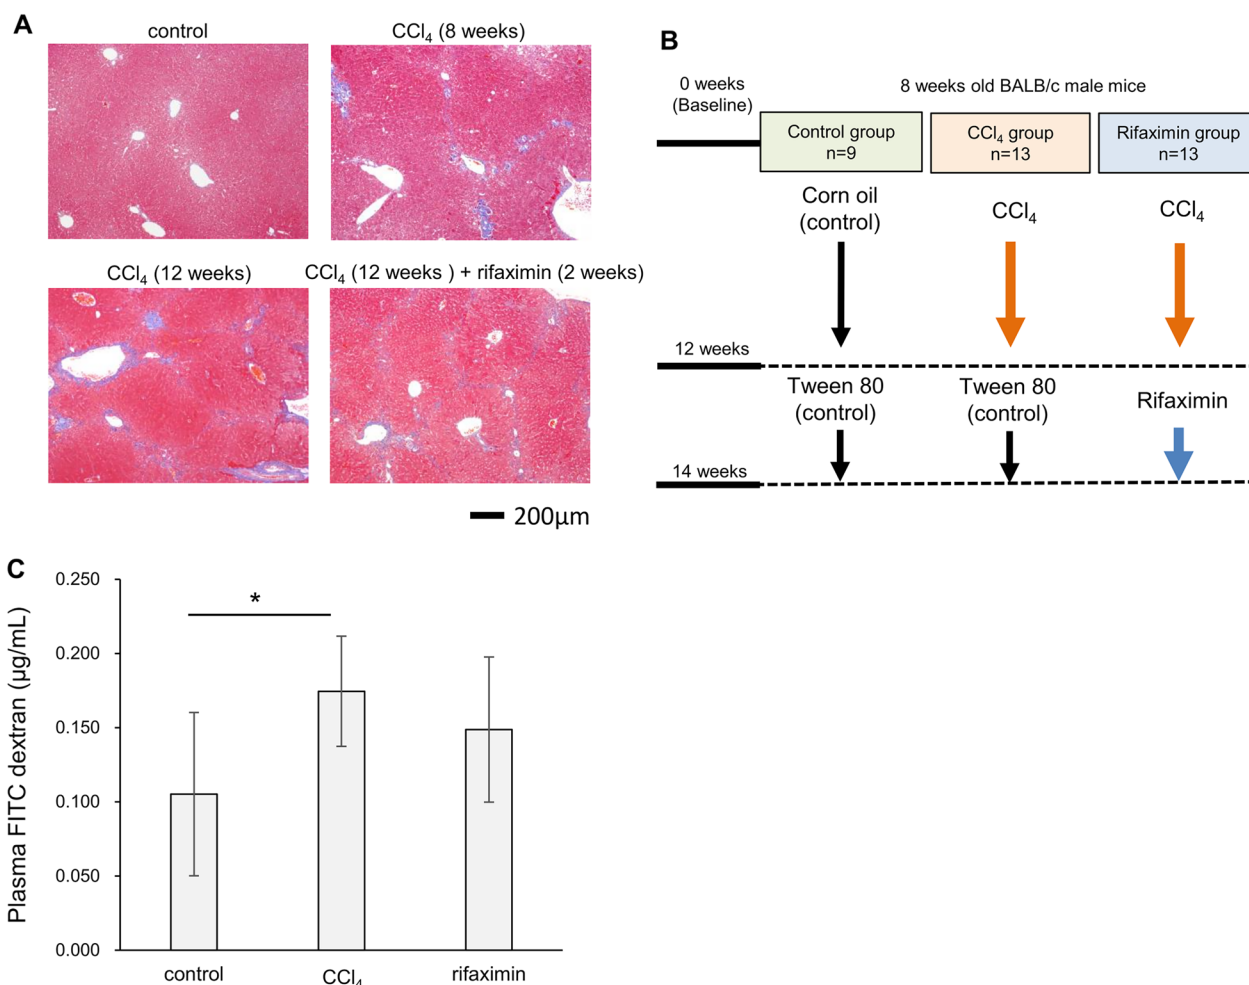 A
control
CCl₄ (8 weeks)
CCl₄ (12 weeks)
CCl₄ (12 weeks ) + rifaximin (2 weeks)
200μm
B
0 weeks
(Baseline)
8 weeks old BALB/c male mice
Control group
n=9
CCl₄ group
n=13
Rifaximin group
n=13
Corn oil
(control)
CCl₄
CCl₄
12 weeks
Tween 80
(control)
Tween 80
(control)
Rifaximin
14 weeks
C
Plasma FITC dextran (μg/mL)
0.250
0.200
0.150
0.100
0.050
0.000
*
control
CCl₄
rifaximin